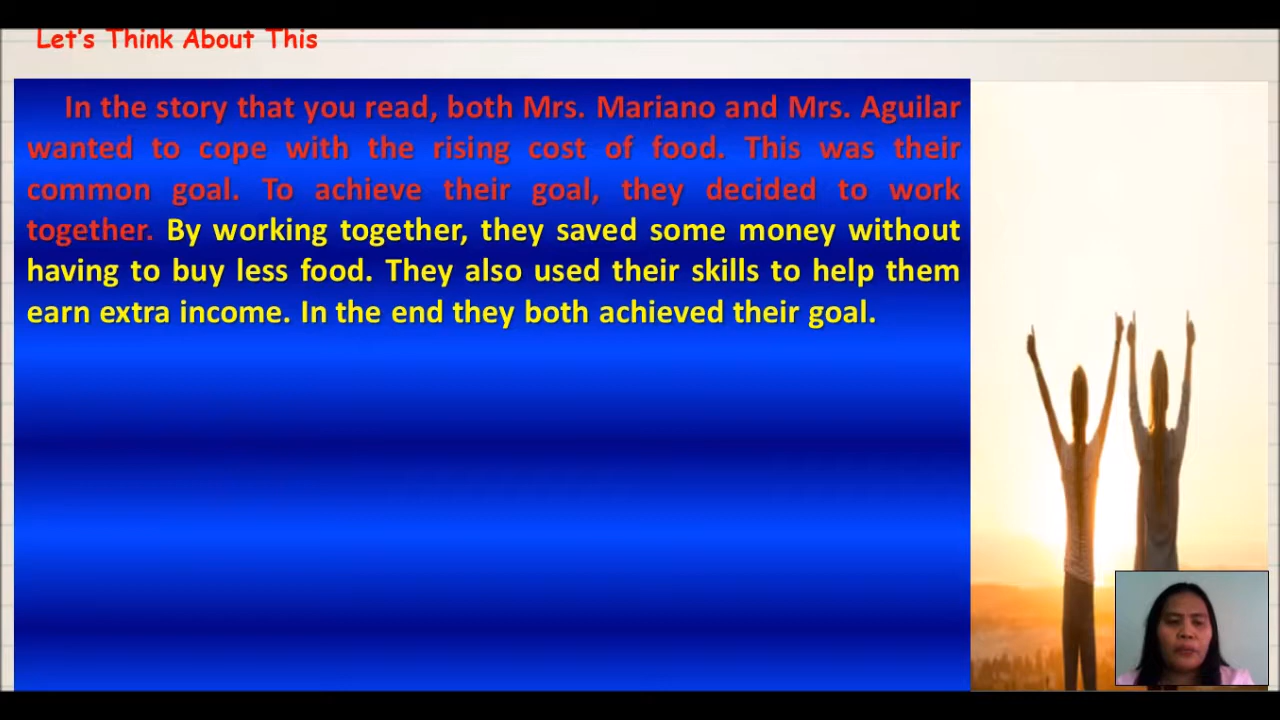 Let's Think About This
In the story that you read, both Mrs. Mariano and Mrs. Aguilar
wanted to cope with the rising cost of food. This was their
common goal. To achieve their goal, they decided to work
together. By working together, they saved some money without
having to buy less food. They also used their skills to help them
earn extra income. In the end they both achieved their goal.